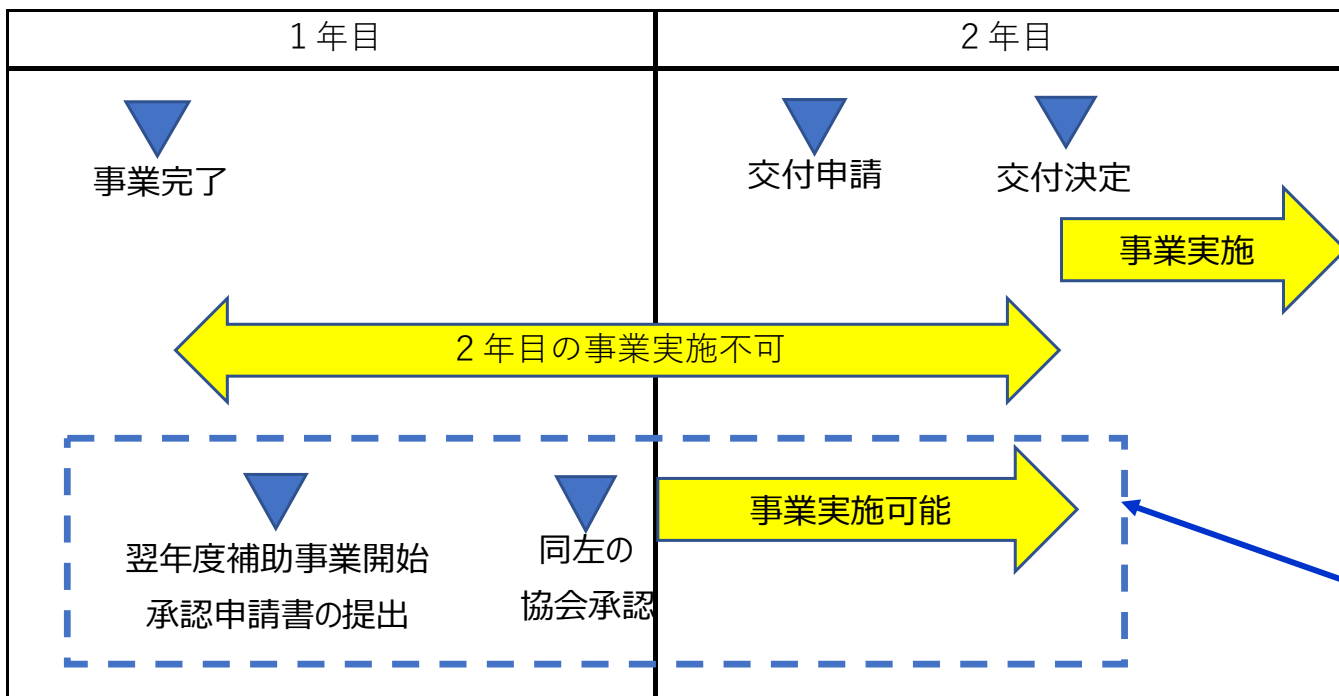 1年目
2年目
事業完了
交付申請
交付決定
事業実施
2年目の事業実施不可
事業実施可能
翌年度補助事業開始
承認申請書の提出
同左の
協会承認